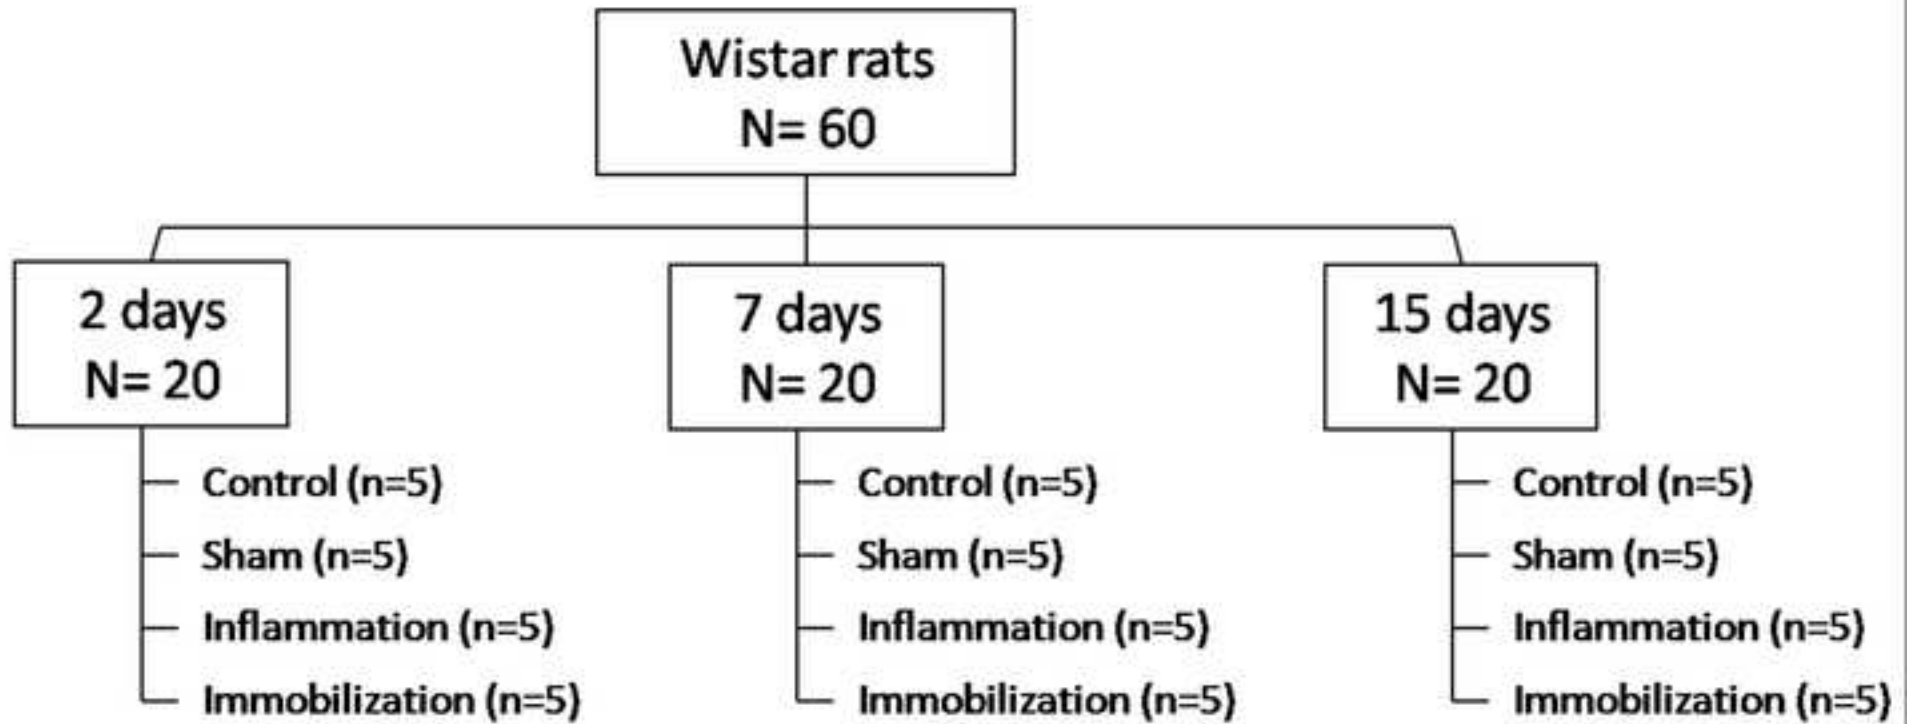 Wistar rats
N= 60
2 days
N= 20
Control (n=5)
Sham (n=5)
Inflammation (n=5)
Immobilization (n=5)
7 days
N= 20
Control (n=5)
Sham (n=5)
Inflammation (n=5)
Immobilization (n=5)
15 days
N= 20
Control (n=5)
Sham (n=5)
Inflammation (n=5)
Immobilization (n=5)